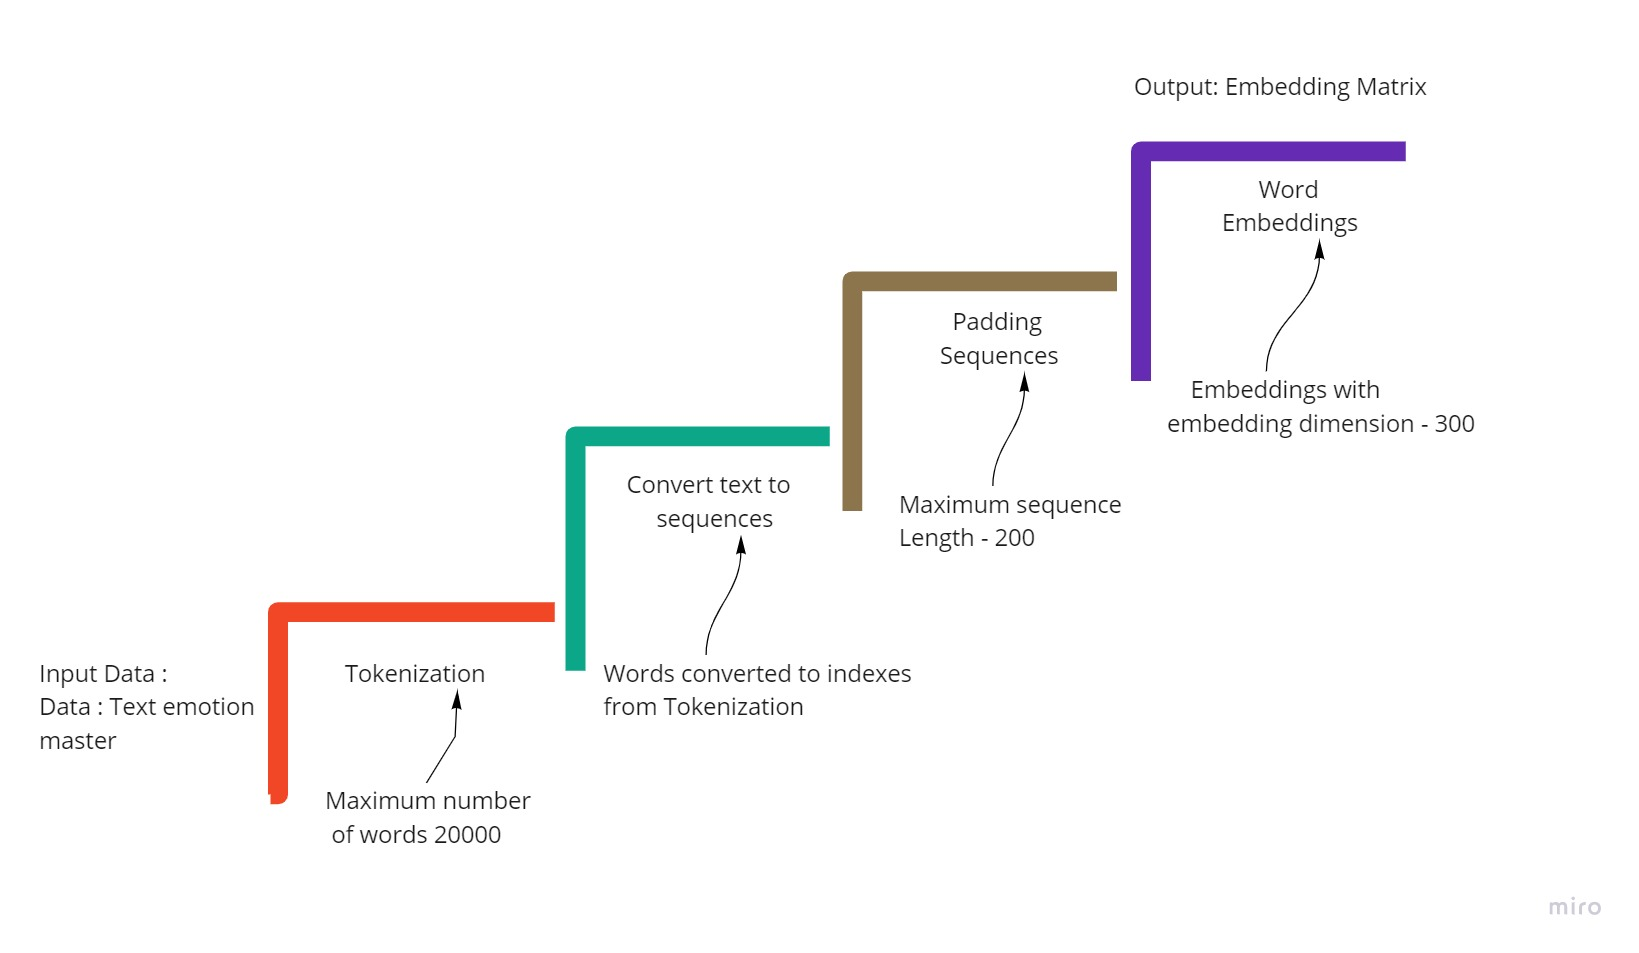 Output: Embedding Matrix
Word
Embeddings
Embeddings with
embedding dimension - 300
Padding
Sequences
Maximum sequence
Length - 200
Convert text to
sequences
Words converted to indexes
from Tokenization
Input Data :
Data : Text emotion
master
Tokenization
Maximum number
of words 20000
miro